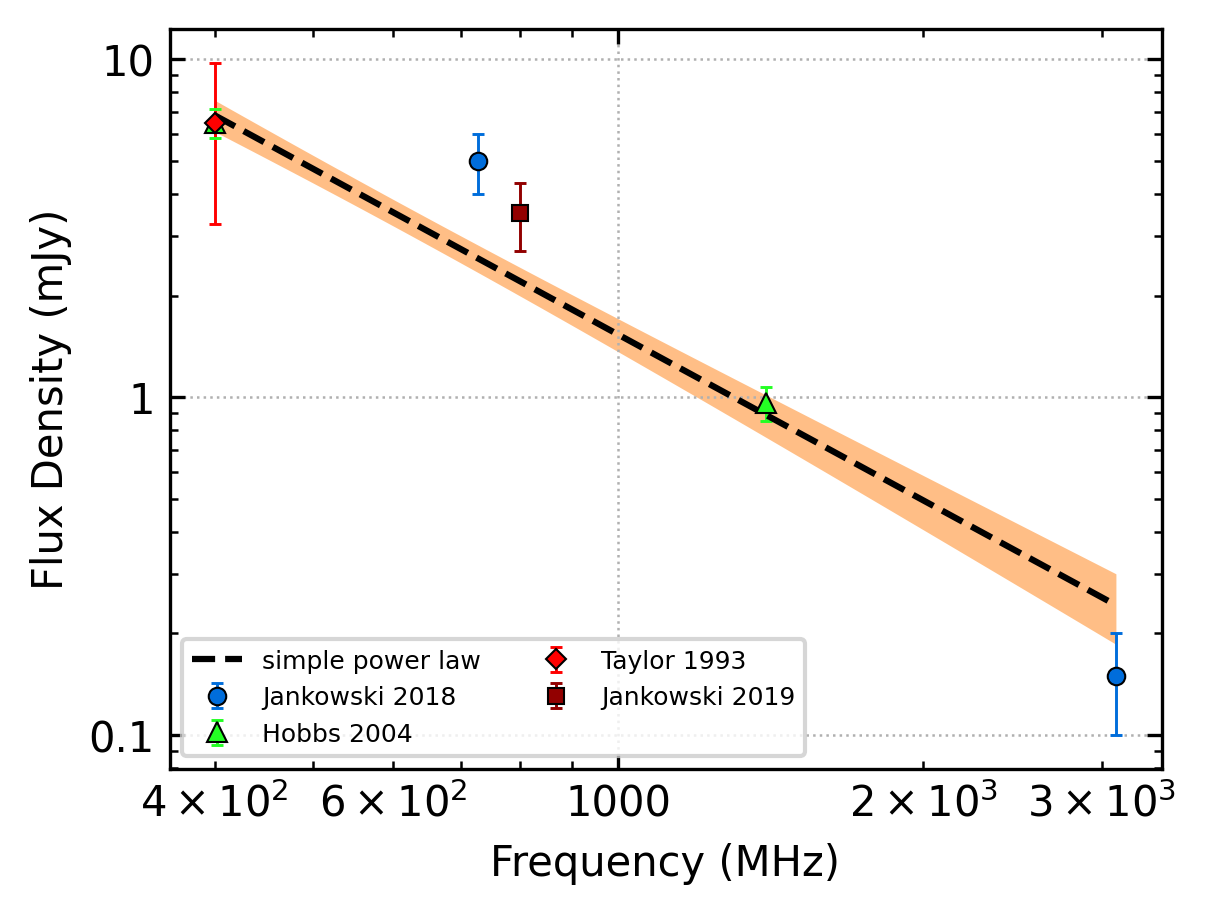 10
1
0.1
Flux Density (mJy)
simple power law
Jankowski 2018
Hobbs 2004
Taylor 1993
Jankowski 2019
4 × 10² 6 × 10² 1000 2 × 10³ 3 × 10³
Frequency (MHz)